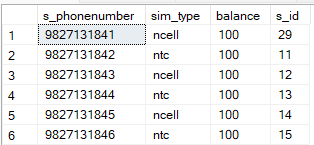 s_phonenumber sim_type balance s_id
1 9827131841 ncell 100 29
2 9827131842 ntc 100 11
3 9827131843 ncell 100 12
4 9827131844 ntc 100 13
5 9827131845 ncell 100 14
6 9827131846 ntc 100 15